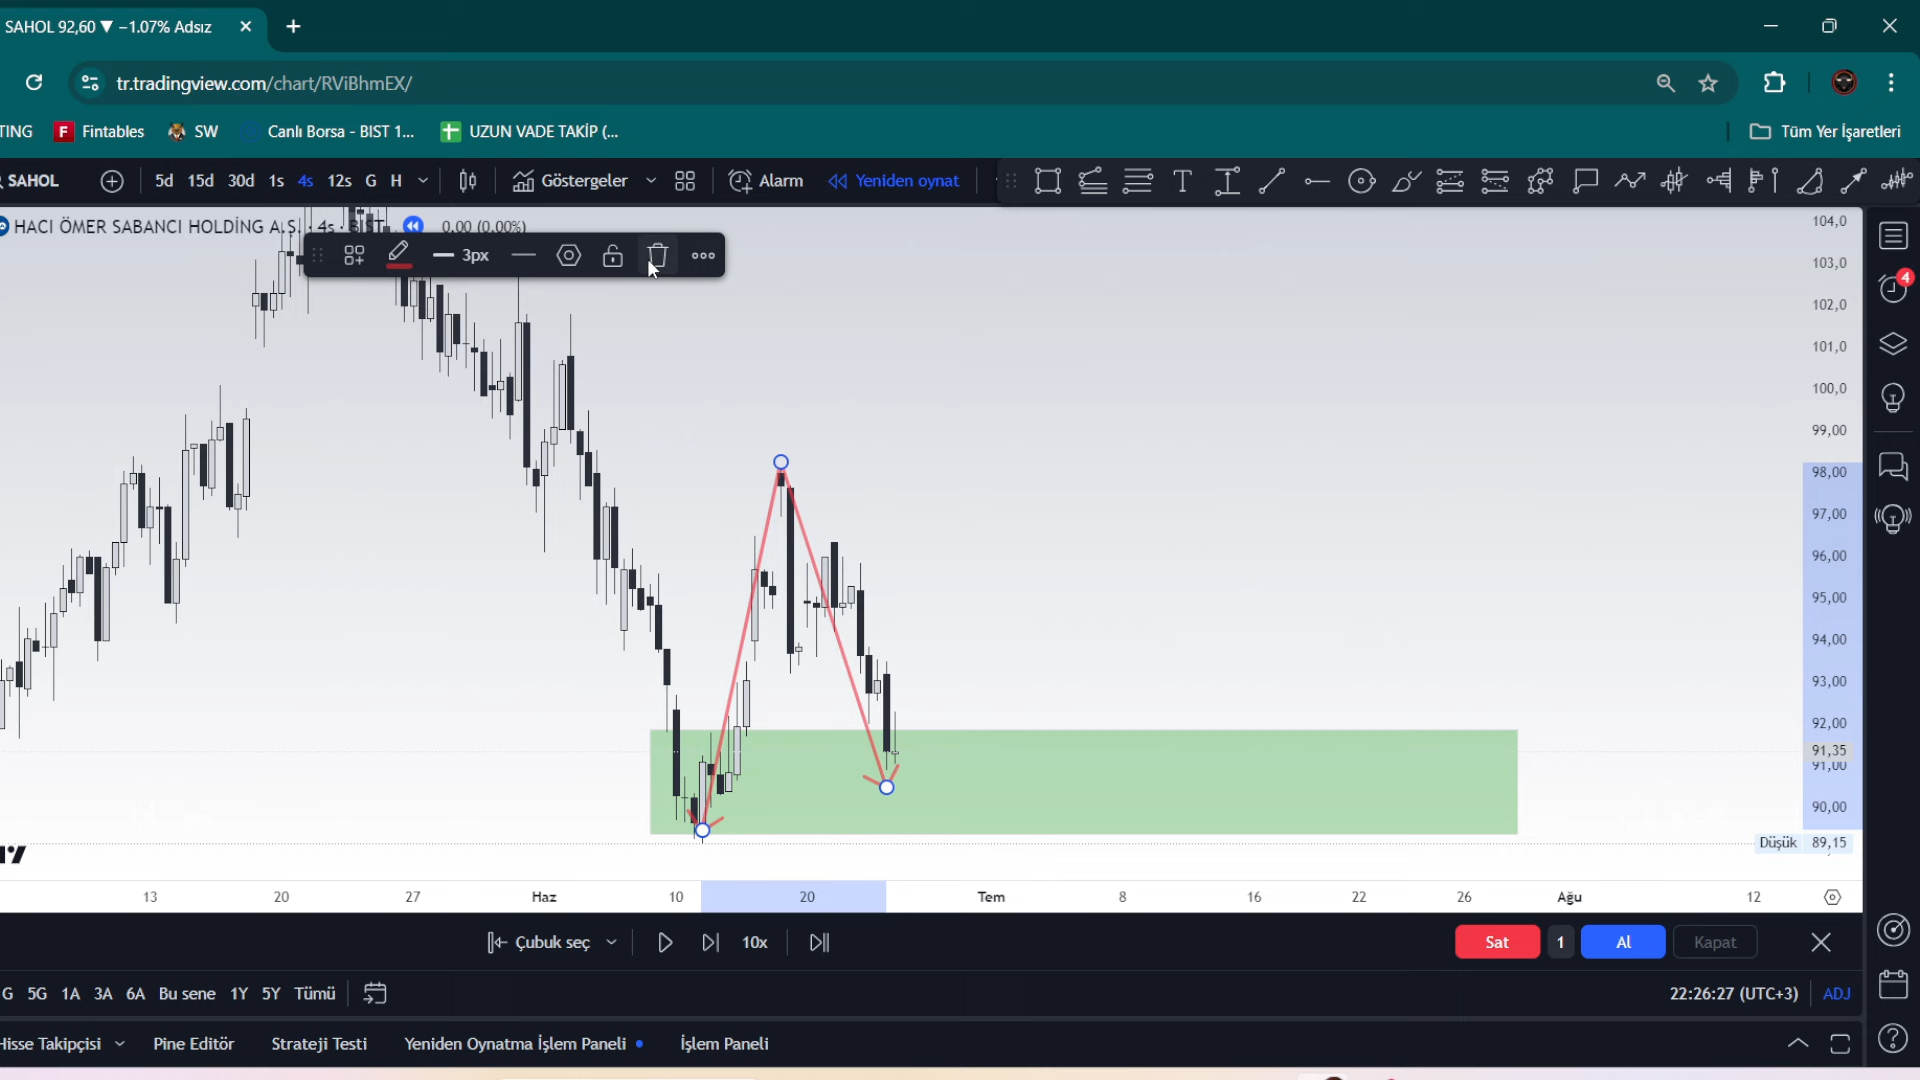 SAHOL 92,60 ▼ −1.07% Adsız
tr.tradingview.com/chart/RViBhmEX/
TING
F Fintables
SW
Canlı Borsa - BIST 1...
UZUN VADE TAKİP (...
Tüm Yer İşaretleri
SAHOL
5d 15d 30d 1s 4s 12s G H
Göstergeler
Alarm
Yeniden oynat
HACI ÖMER SABANCI HOLDİNG A.Ş. · 4s · BIST
0.00 (0.00%)
3px
4
104,0
103,0
102,0
101,0
100,0
99,00
98,00
97,00
96,00
95,00
94,00
93,00
92,00
91,35
91,00
90,00
Düşük 89,15
13 20 27 Haz 10 20 Tem 8 16 22 26 Ağu 12
Çubuk seç
10x
Sat 1 Al Kapat
G 5G 1A 3A 6A Bu sene 1Y 5Y Tümü
22:26:27 (UTC+3) ADJ
Hisse Takipçisi
Pine Editör
Strateji Testi
Yeniden Oynatma İşlem Paneli
İşlem Paneli